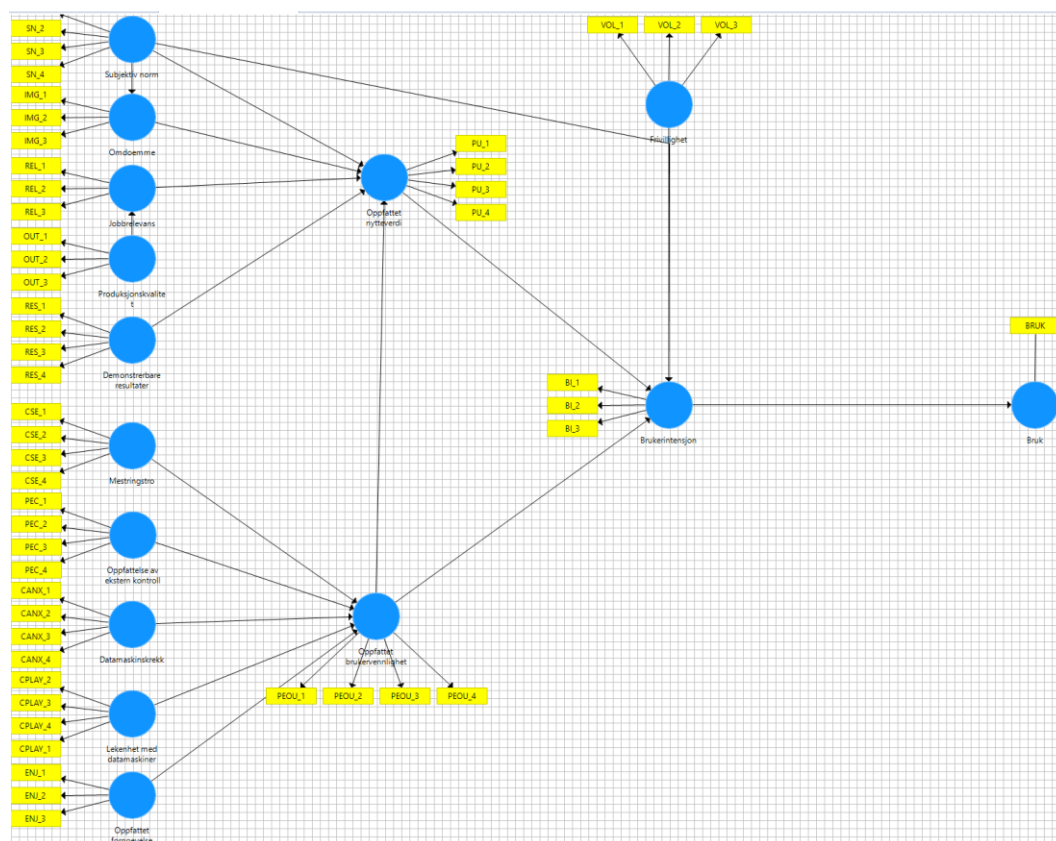 SN_2
SN_3
SN_4
Subjektiv norm
IMG_1
IMG_2
IMG_3
Omdoemme
REL_1
REL_2
REL_3
Jobbrelevans
OUT_1
OUT_2
OUT_3
Produksjonskvalite
t
RES_1
RES_2
RES_3
RES_4
Demonstrerbare
resultater
CSE_1
CSE_2
CSE_3
CSE_4
Mestringstro
PEC_1
PEC_2
PEC_3
PEC_4
Oppfattelse av
ekstern kontroll
CANX_1
CANX_2
CANX_3
CANX_4
Datamaskinskrekk
CPLAY_2
CPLAY_3
CPLAY_4
CPLAY_1
Lekenhet med
datamaskiner
ENJ_1
ENJ_2
ENJ_3
Oppfattet
fornoeyelse
PU_1
PU_2
PU_3
PU_4
Oppfattet
nytteverdi
Oppfattet
brukervennlighet
PEOU_1
PEOU_2
PEOU_3
PEOU_4
VOL_1
VOL_2
VOL_3
Frivillighet
BI_1
BI_2
BI_3
Brukerintensjon
BRUK
Bruk